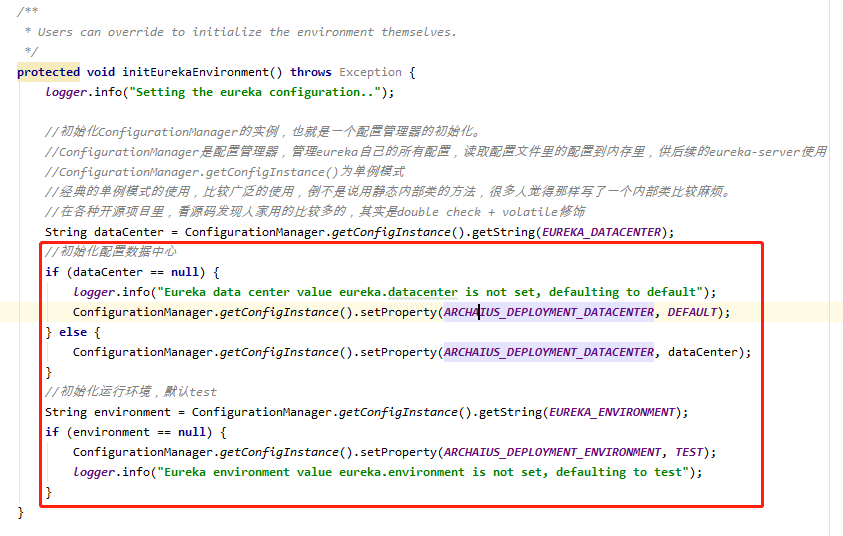 /**
 * Users can override to initialize the environment themselves.
 */
protected void initEurekaEnvironment() throws Exception {
    logger.info("Setting the eureka configuration..");

    //初始化ConfigurationManager的实例，也就是一个配置管理器的初始化。
    //ConfigurationManager是配置管理器，管理eureka自己的所有配置，读取配置文件里的配置到内存里，供后续的eureka-server使用
    //ConfigurationManager.getConfigInstance()为单例模式
    //经典的单例模式的使用，比较广泛的使用，倒不是说用静态内部类的方法，很多人觉得那样写了一个内部类比较麻烦。
    //在各种开源项目里，看源码发现人家用的比较多的，其实是double check + volatile修饰
    String dataCenter = ConfigurationManager.getConfigInstance().getString(EUREKA_DATACENTER);
    //初始化配置数据中心
    if (dataCenter == null) {
        logger.info("Eureka data center value eureka.datacenter is not set, defaulting to default");
        ConfigurationManager.getConfigInstance().setProperty(ARCHAIUS_DEPLOYMENT_DATACENTER, DEFAULT);
    } else {
        ConfigurationManager.getConfigInstance().setProperty(ARCHAIUS_DEPLOYMENT_DATACENTER, dataCenter);
    }
    //初始化运行环境，默认test
    String environment = ConfigurationManager.getConfigInstance().getString(EUREKA_ENVIRONMENT);
    if (environment == null) {
        ConfigurationManager.getConfigInstance().setProperty(ARCHAIUS_DEPLOYMENT_ENVIRONMENT, TEST);
        logger.info("Eureka environment value eureka.environment is not set, defaulting to test");
    }
}